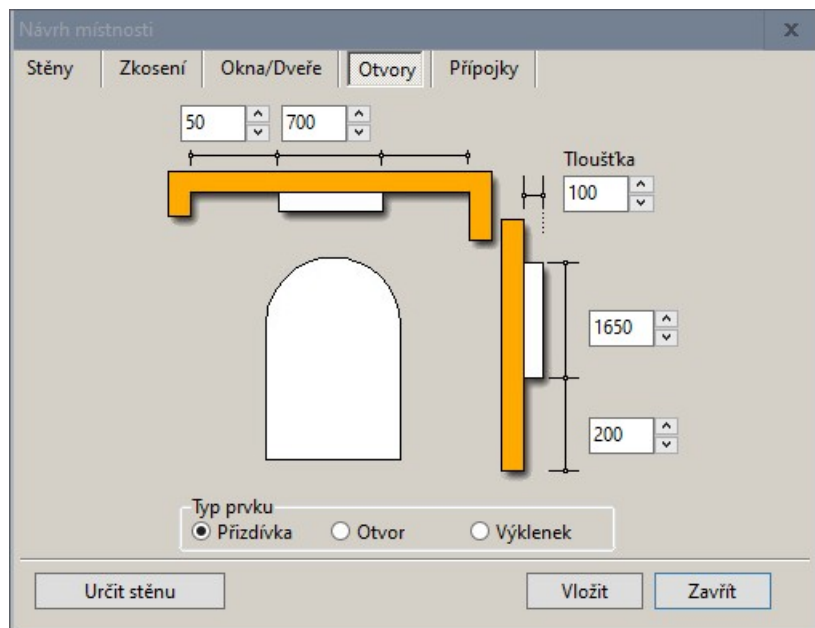 Návrh místnosti
x
Stěny Zkosení Okna/Dveře Otvory Přípojky
50 700
Tloušťka
100
1650
200
Typ prvku
Přizdívka Otvor Výklenek
Určit stěnu Vložit Zavřít